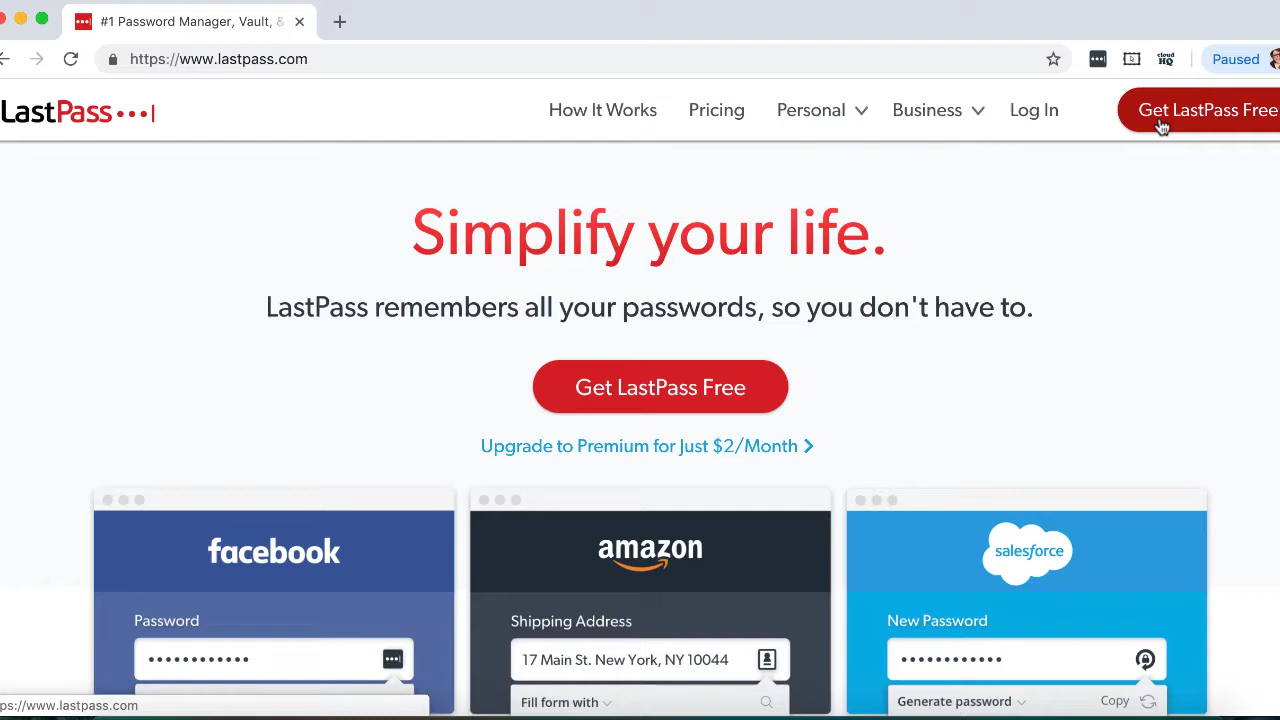 #1 Password Manager, Vault, &
https://www.lastpass.com
cloud HQ
Paused
LastPass
How It Works
Pricing
Personal
Business
Log In
Get LastPass Free
Simplify your life.
LastPass remembers all your passwords, so you don't have to.
Get LastPass Free
Upgrade to Premium for Just $2/Month
facebook
Password
amazon
Shipping Address
17 Main St. New York, NY 10044
Fill form with
salesforce
New Password
Generate password
Copy
ps://www.lastpass.com